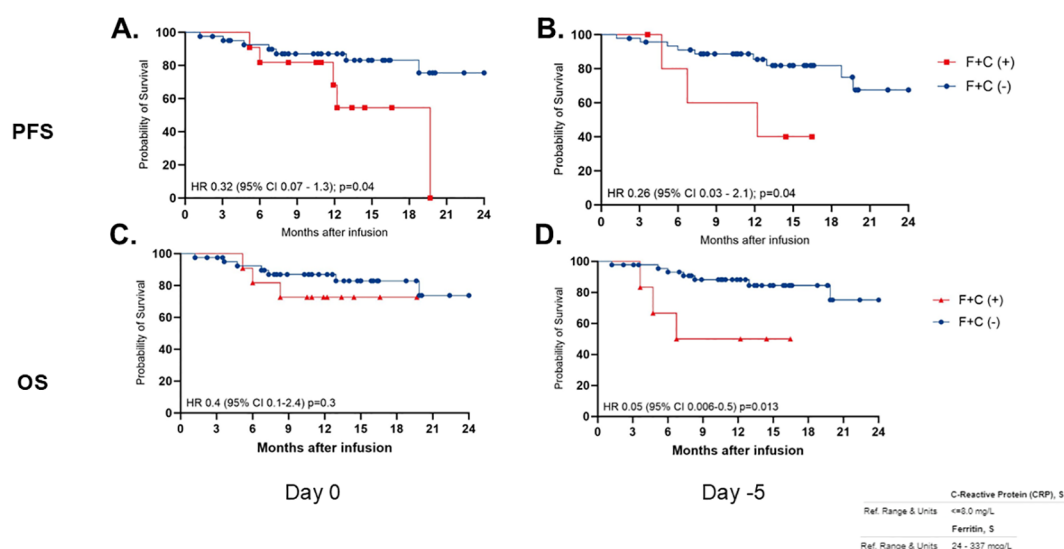 A.
B.
PFS
Probability of Survival
100
80
60
40
80
0
HR 0.32 (95% CI 0.07 - 1.3); p=0.04
0 3 6 9 12 15 18 21 24
Months after infusion
Probability of Survival
100
80
60
40
80
0
HR 0.26 (95% CI 0.03 - 2.1); p=0.04
0 3 6 9 12 15 18 21 24
Months after infusion
F+C (+)
F+C (-)
C.
D.
OS
Probability of Survival
100
80
60
40
80
100
HR 0.4 (95% CI 0.1-2.4) p=0.3
0 3 6 9 12 15 18 21 24
Months after infusion
Probability of Survival
100
80
60
40
80
100
HR 0.05 (95% CI 0.006-0.5) p=0.013
0 3 6 9 12 15 18 21 24
Months after infusion
F+C (+)
F+C (-)
Day 0
Day -5
C-Reactive Protein (CRP), S
Ref. Range & Units <=8.0 mg/L
Ferritin, S
Ref. Range & Units 24 - 337 mcg/L